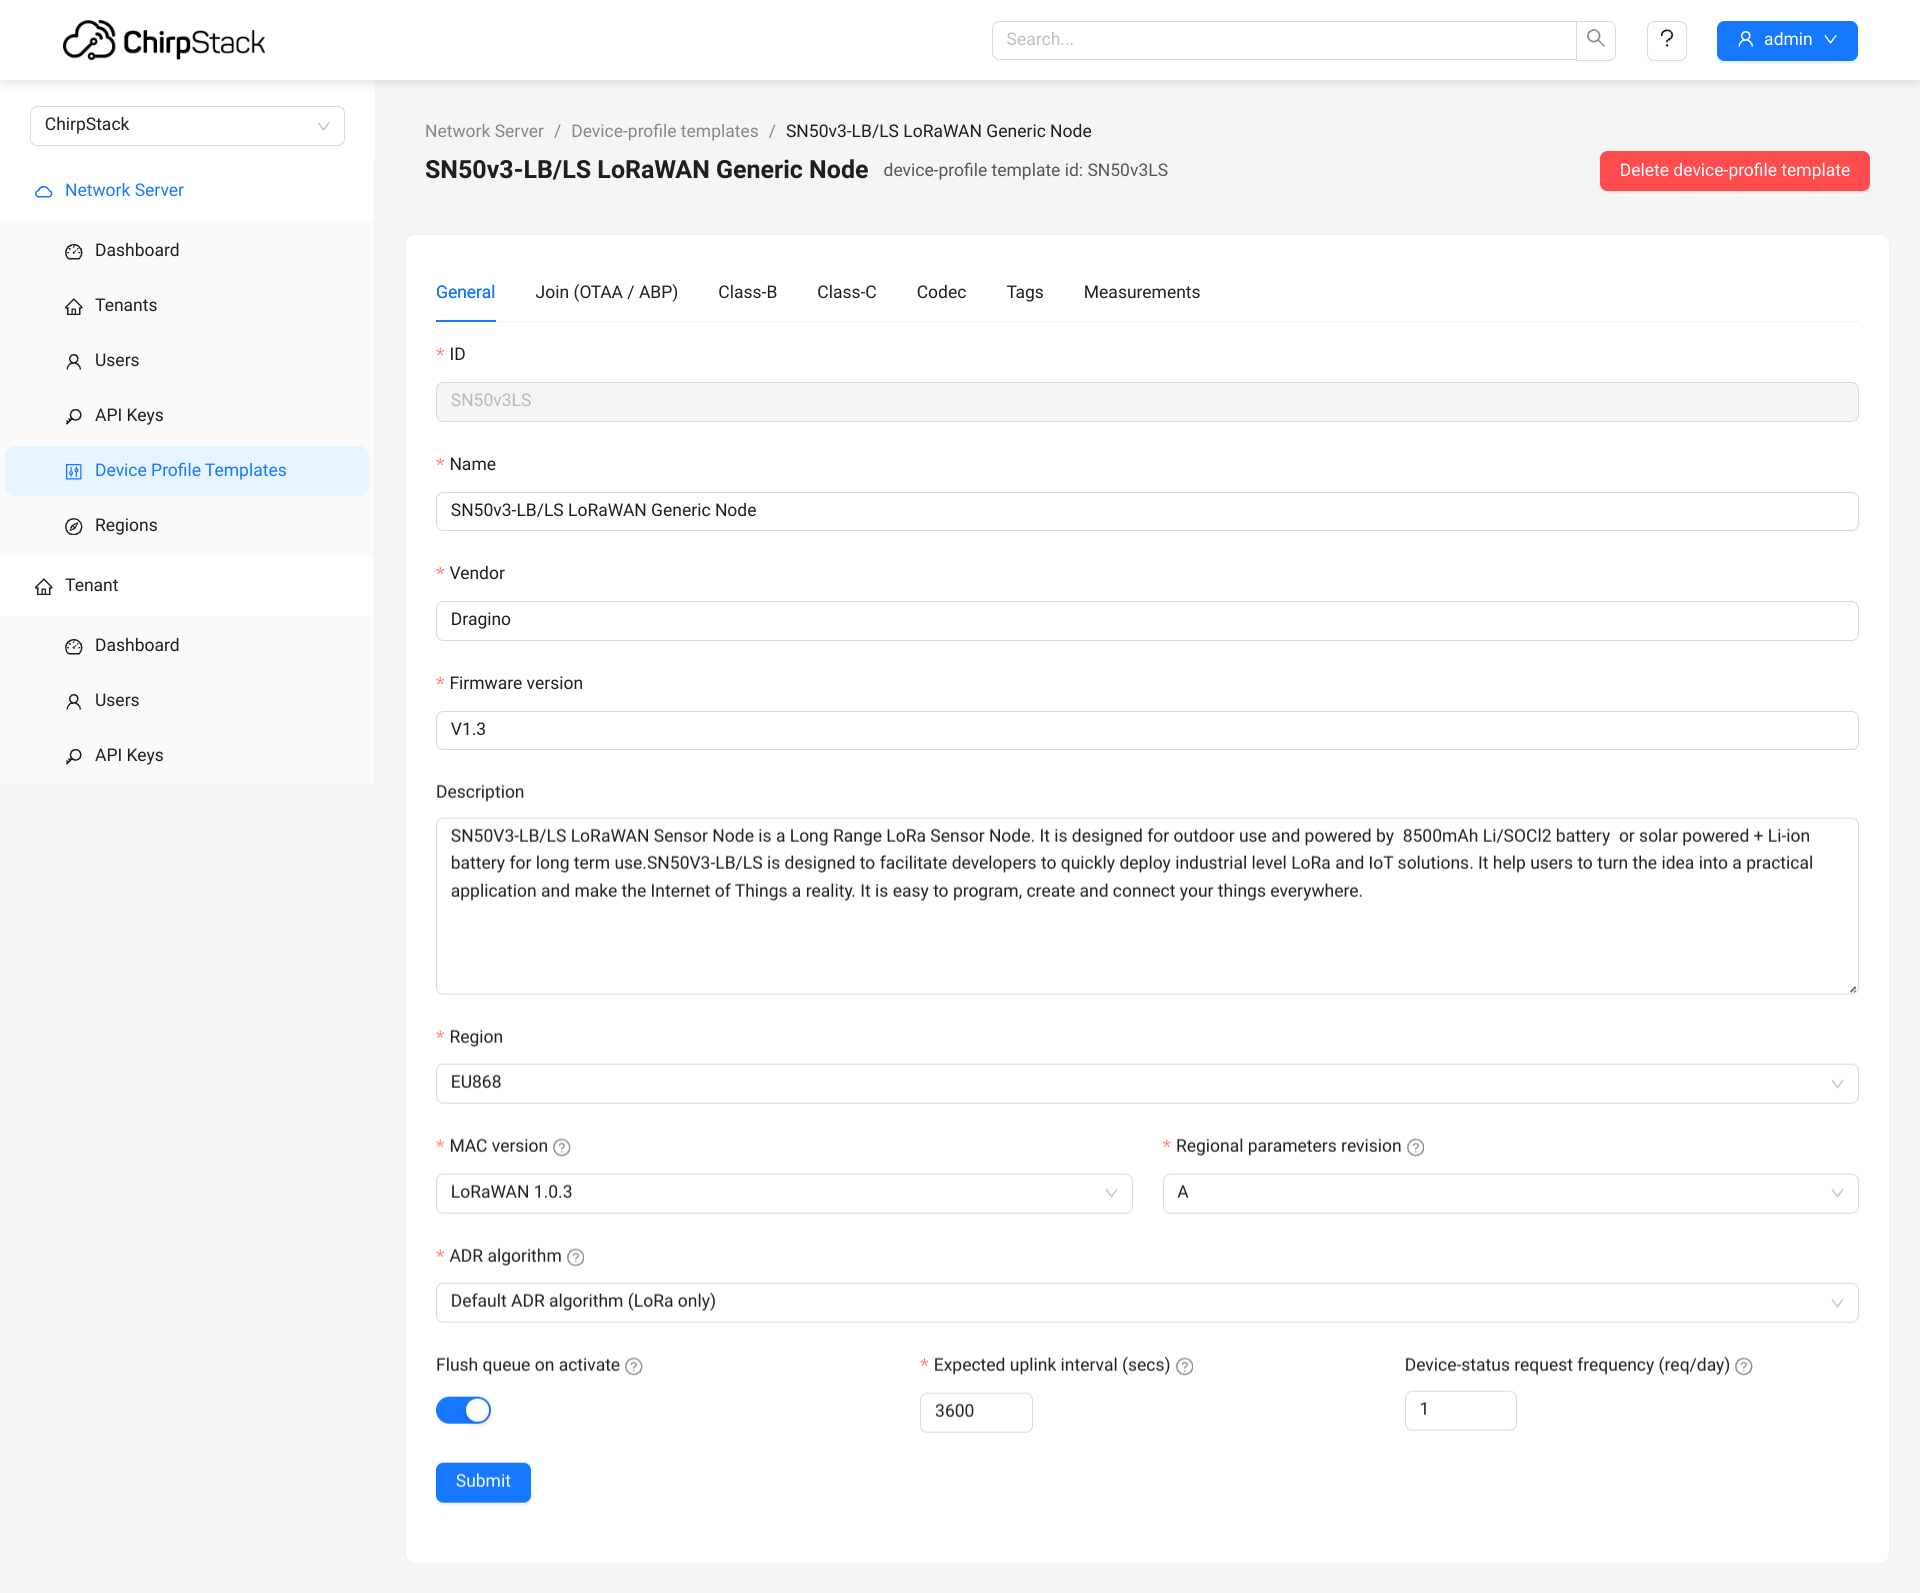 ChirpStack
Search...
?
admin
ChirpStack
Network Server
Dashboard
Tenants
Users
API Keys
Device Profile Templates
Regions
Tenant
Dashboard
Users
API Keys
Network Server / Device-profile templates / SN50v3-LB/LS LoRaWAN Generic Node
SN50v3-LB/LS LoRaWAN Generic Node device-profile template id: SN50v3LS
Delete device-profile template
General Join (OTAA / ABP) Class-B Class-C Codec Tags Measurements
* ID
SN50v3LS
* Name
SN50v3-LB/LS LoRaWAN Generic Node
* Vendor
Dragino
* Firmware version
V1.3
Description
SN50V3-LB/LS LoRaWAN Sensor Node is a Long Range LoRa Sensor Node. It is designed for outdoor use and powered by  8500mAh Li/SOCl2 battery  or solar powered + Li-ion
battery for long term use.SN50V3-LB/LS is designed to facilitate developers to quickly deploy industrial level LoRa and IoT solutions. It help users to turn the idea into a practical
application and make the Internet of Things a reality. It is easy to program, create and connect your things everywhere.
* Region
EU868
* MAC version ? * Regional parameters revision ?
LoRaWAN 1.0.3 A
* ADR algorithm ?
Default ADR algorithm (LoRa only)
Flush queue on activate ? * Expected uplink interval (secs) ? Device-status request frequency (req/day) ?
3600 1
Submit